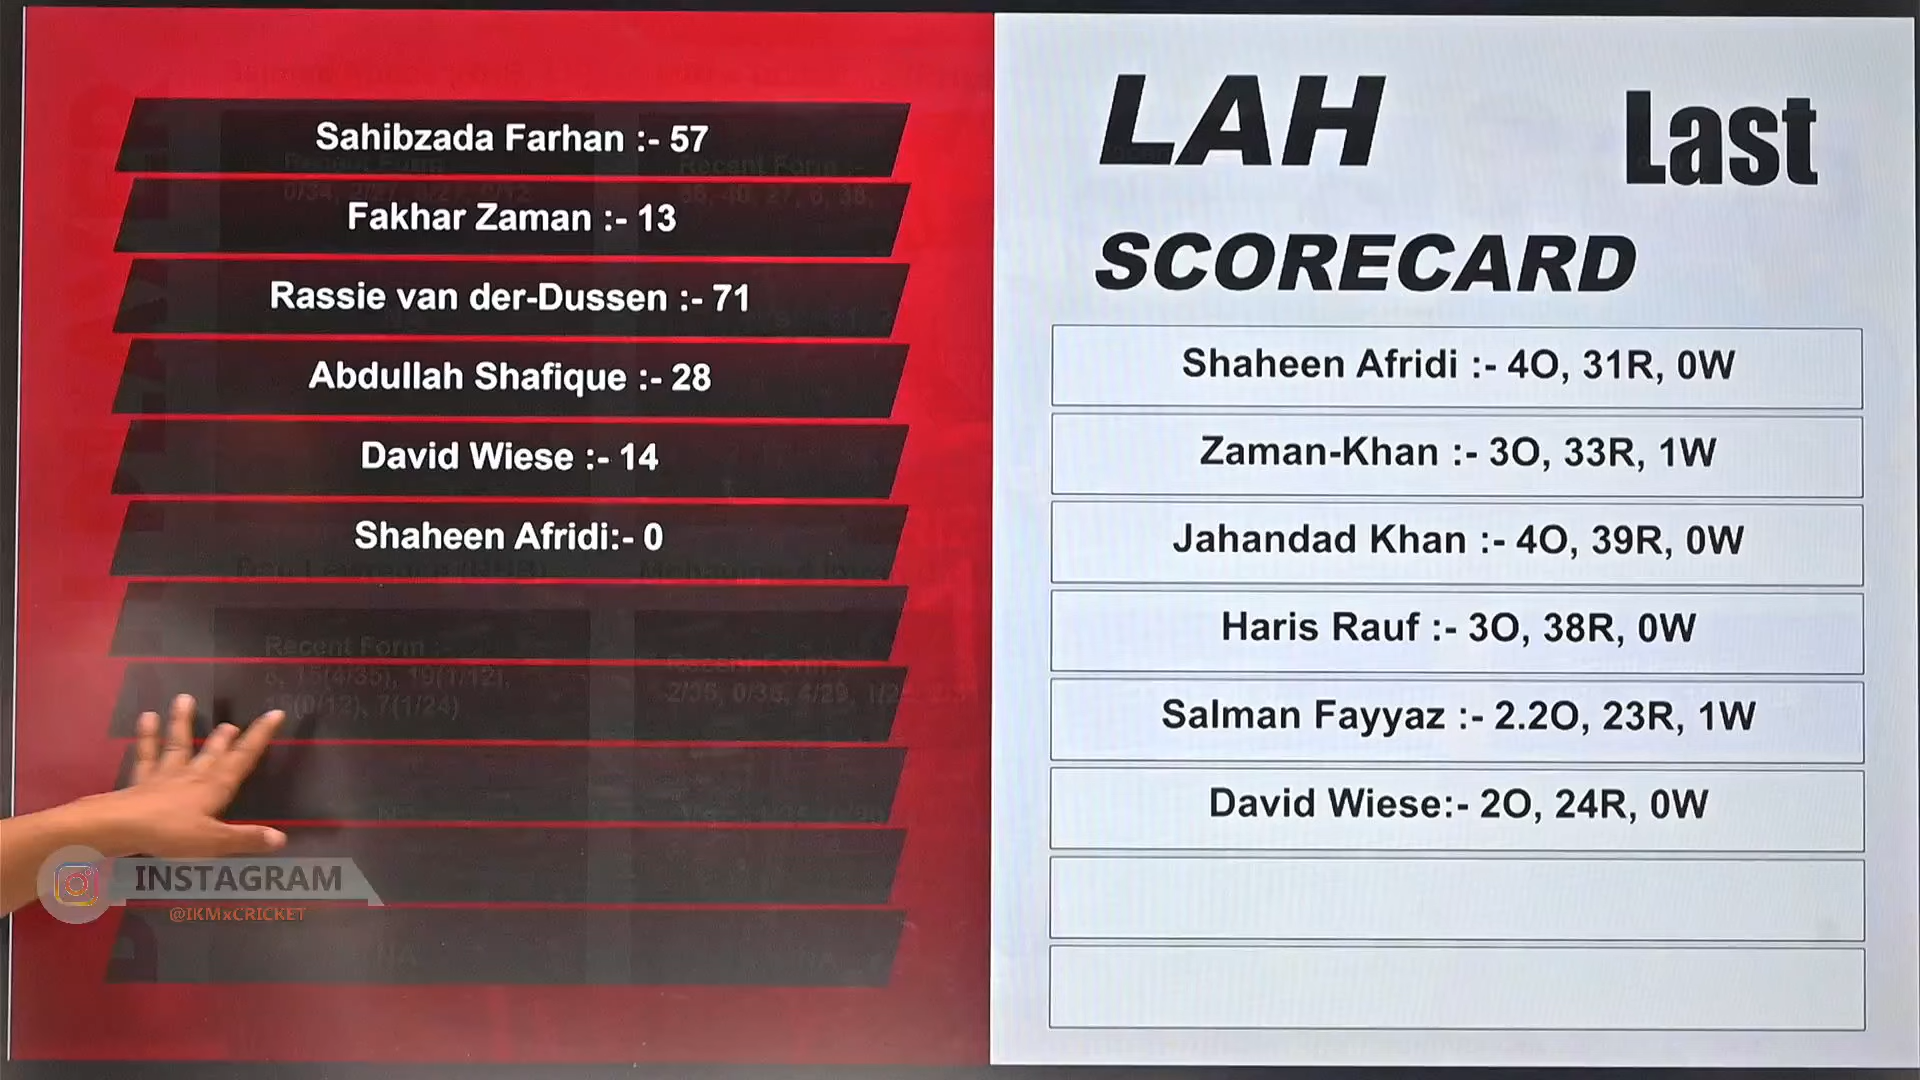 Sahibzada Farhan :- 57
Fakhar Zaman :- 13
Rassie van der-Dussen :- 71
Abdullah Shafique :- 28
David Wiese :- 14
Shaheen Afridi:- 0
INSTAGRAM
@IKMxCRICKET
LAH Last
SCORECARD
Shaheen Afridi :- 4O, 31R, 0W
Zaman-Khan :- 3O, 33R, 1W
Jahandad Khan :- 4O, 39R, 0W
Haris Rauf :- 3O, 38R, 0W
Salman Fayyaz :- 2.2O, 23R, 1W
David Wiese:- 2O, 24R, 0W